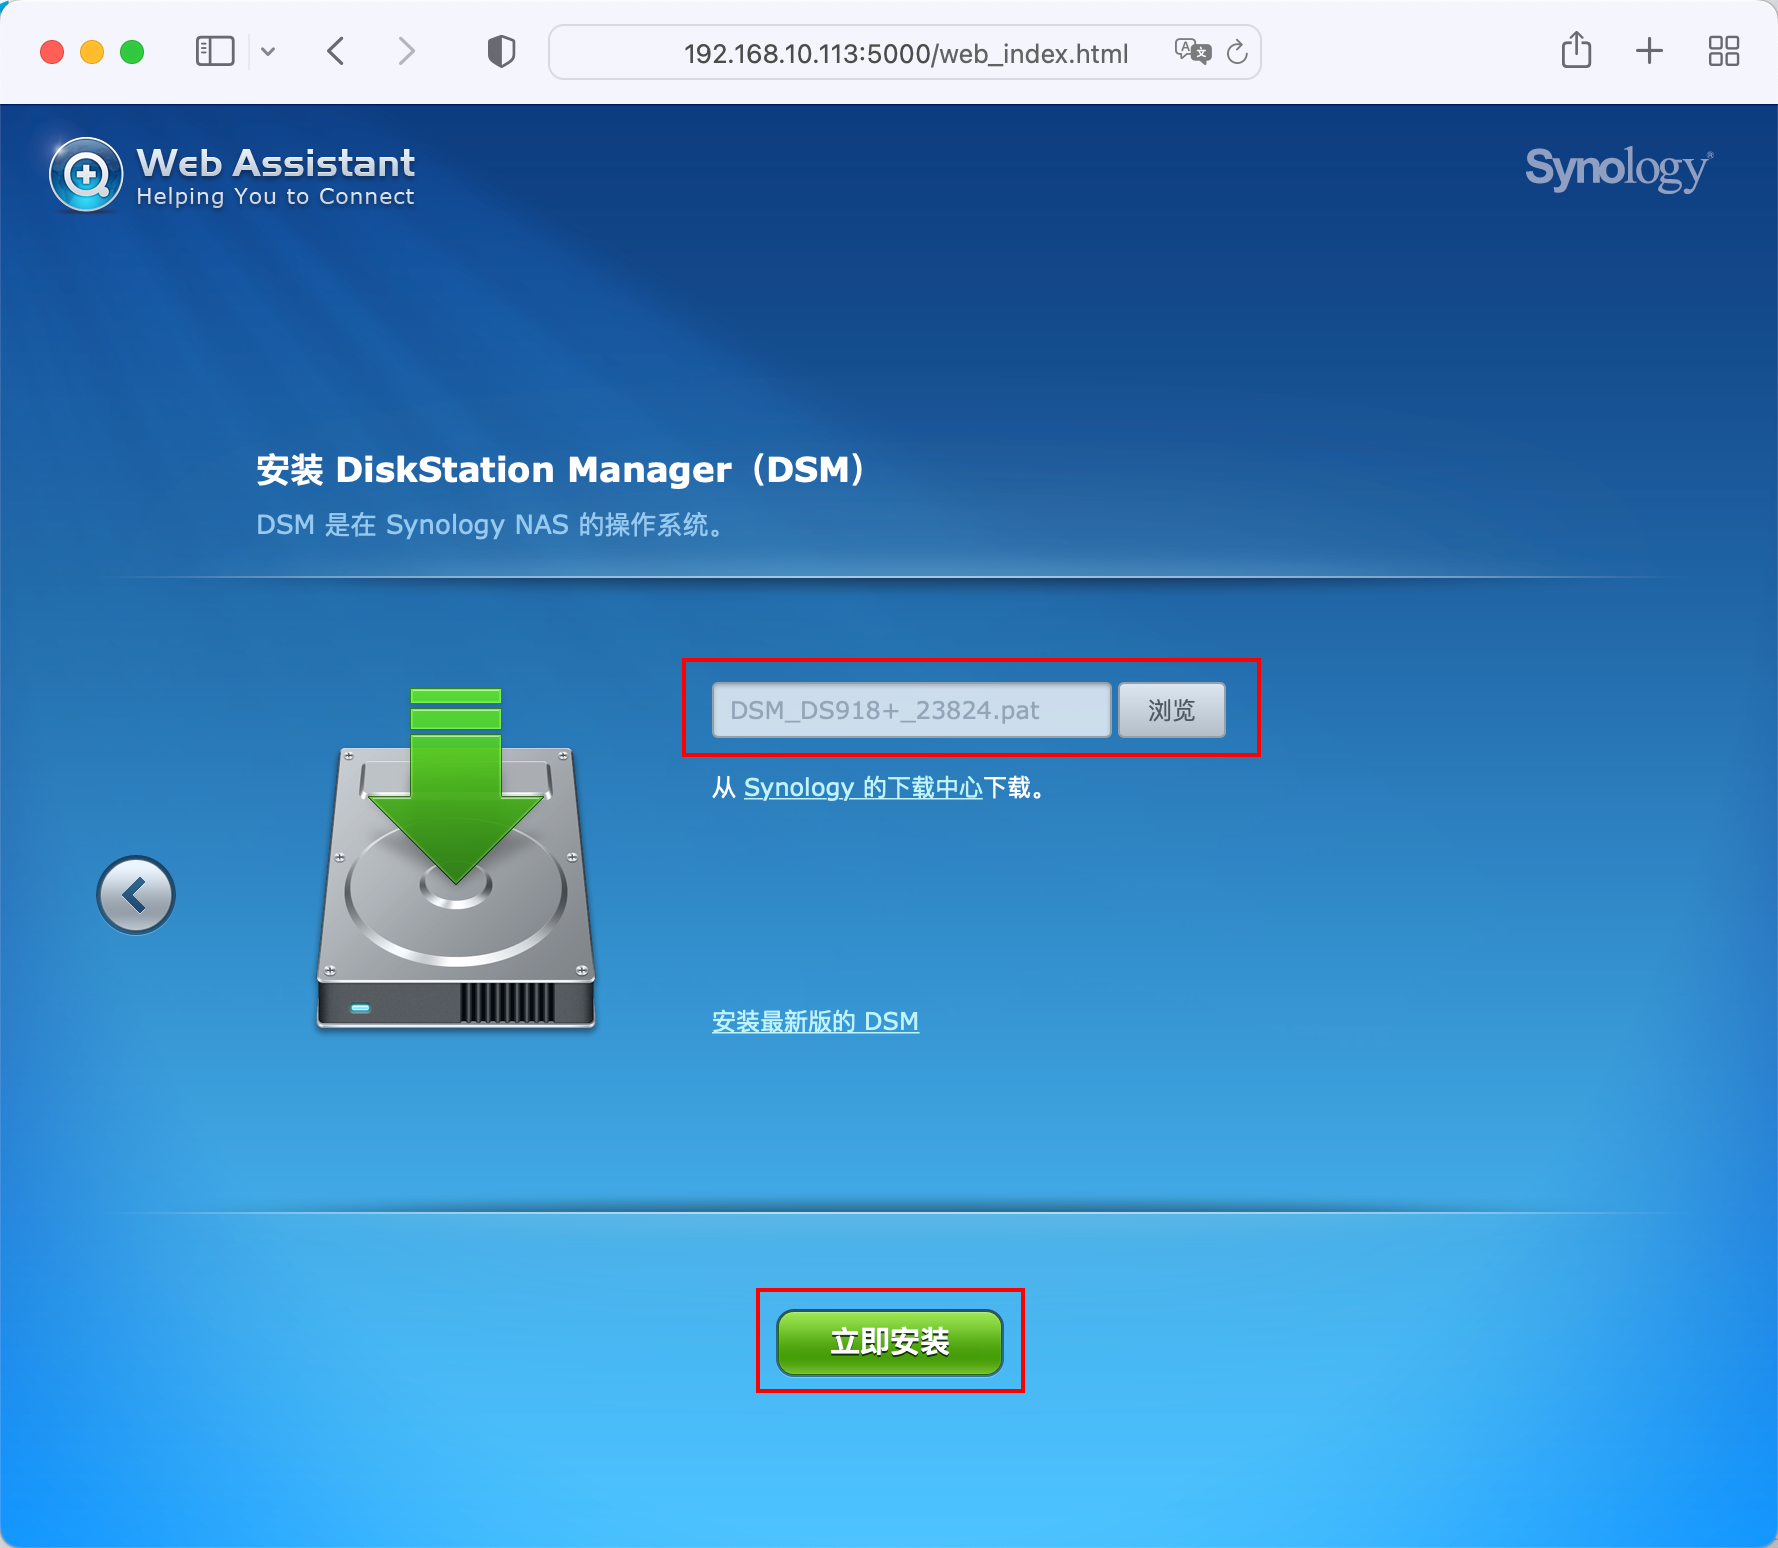 192.168.10.113:5000/web_index.html
Web Assistant
Helping You to Connect
Synology®
安装 DiskStation Manager（DSM）
DSM 是在 Synology NAS 的操作系统。
DSM_DS918+_23824.pat
浏览
从 Synology 的下载中心下载。
安装最新版的 DSM
立即安装